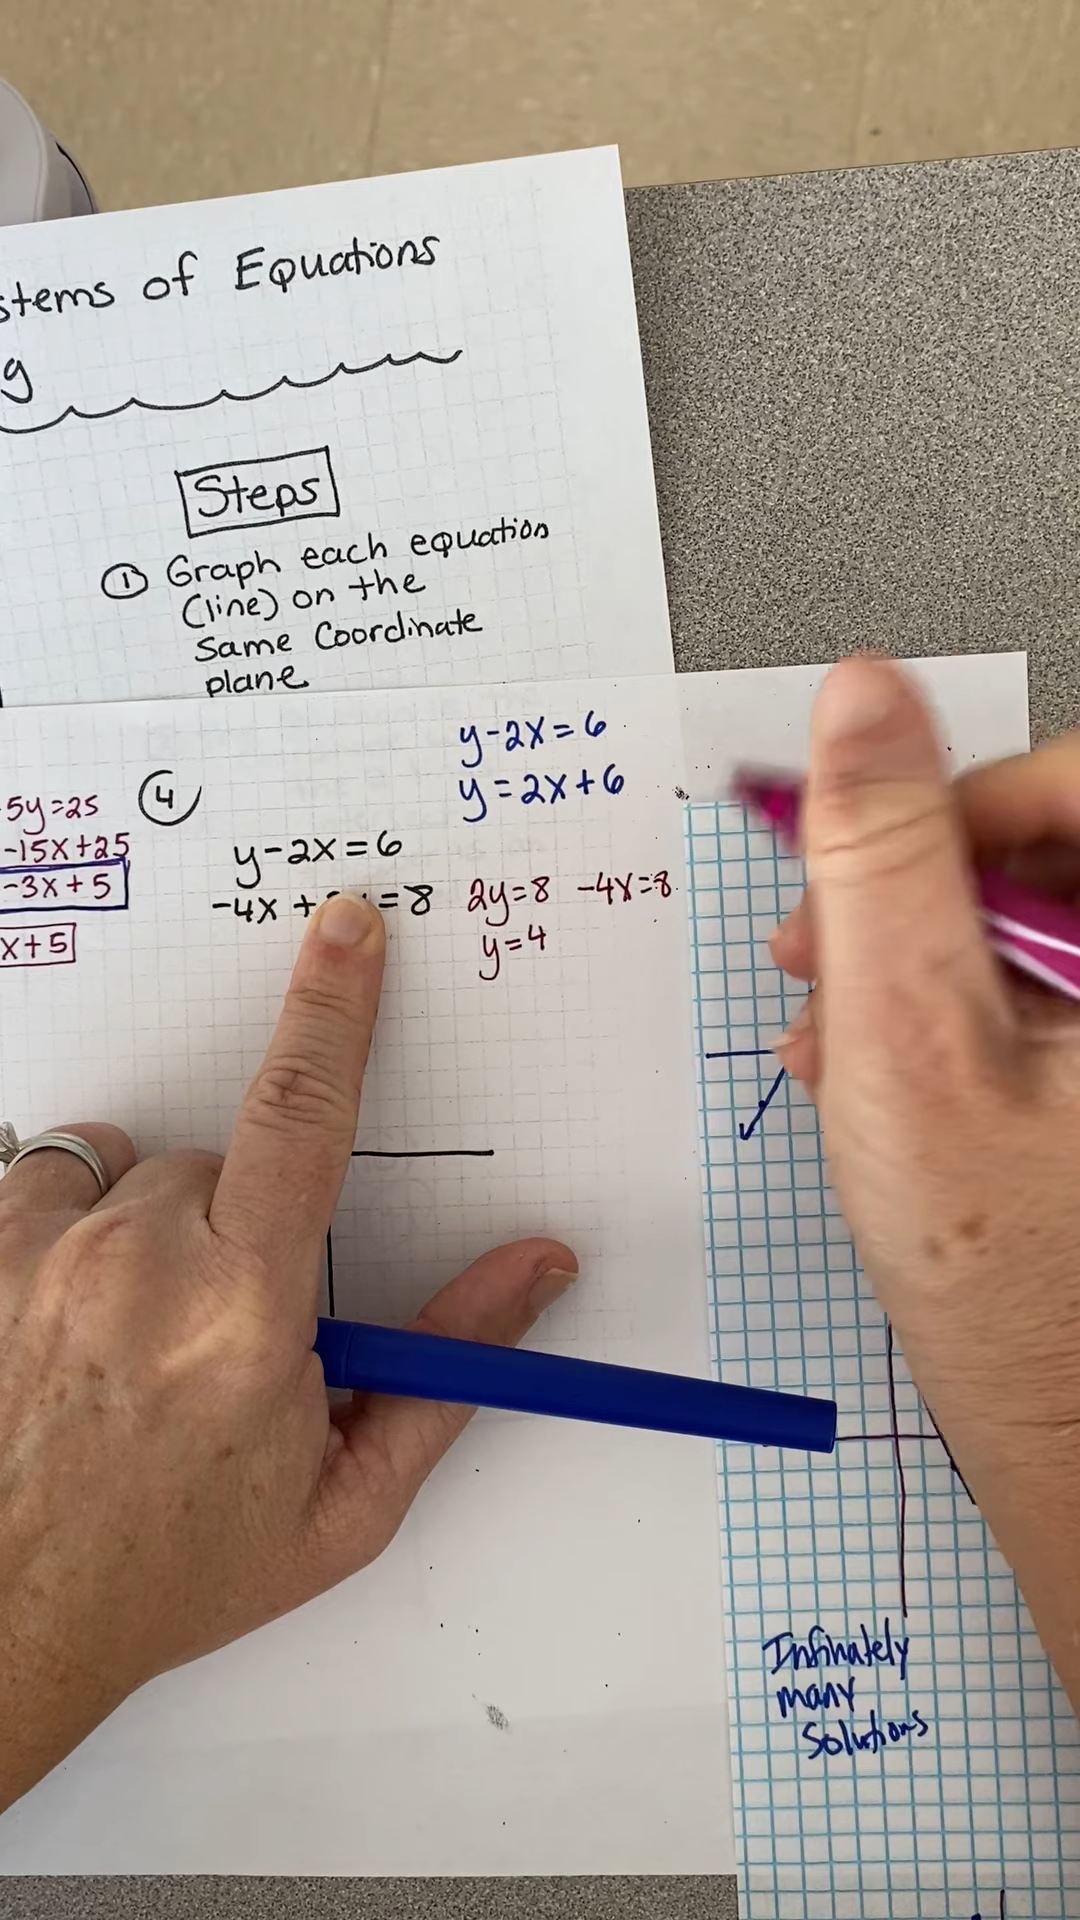 stems of Equations
g
Steps
① Graph each equation
(line) on the
Same Coordinate
plane
5y=25
-15x+25
-3x+5
x+5
④
y-2x=6
-4x + =8
y-2x=6
y=2x+6
2y=8 -4x=8
y=4
Infinately
many
Solutions